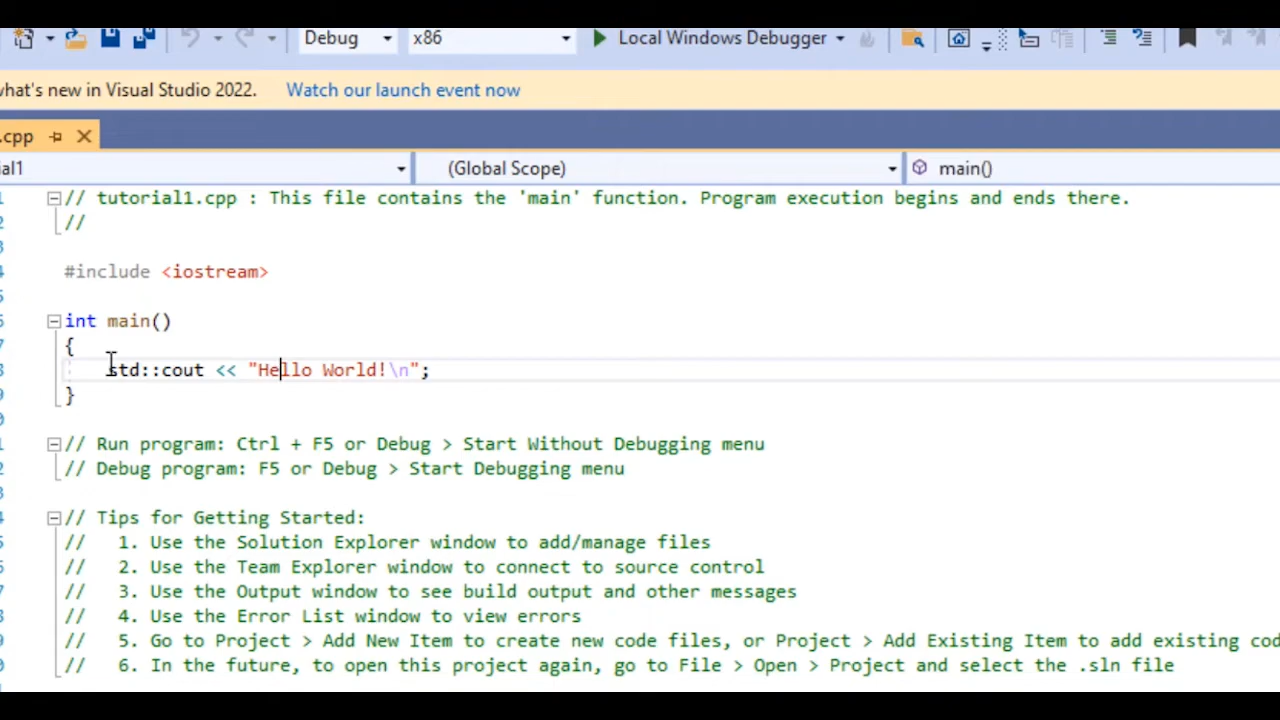 Debug x86 Local Windows Debugger
what's new in Visual Studio 2022. Watch our launch event now
.cpp
ial1 (Global Scope) main()
// tutorial1.cpp : This file contains the 'main' function. Program execution begins and ends there.
//
#include <iostream>
int main()
{
std::cout << "Hello World!\n";
}
// Run program: Ctrl + F5 or Debug > Start Without Debugging menu
// Debug program: F5 or Debug > Start Debugging menu
// Tips for Getting Started:
// 1. Use the Solution Explorer window to add/manage files
// 2. Use the Team Explorer window to connect to source control
// 3. Use the Output window to see build output and other messages
// 4. Use the Error List window to view errors
// 5. Go to Project > Add New Item to create new code files, or Project > Add Existing Item to add existing cod
// 6. In the future, to open this project again, go to File > Open > Project and select the .sln file